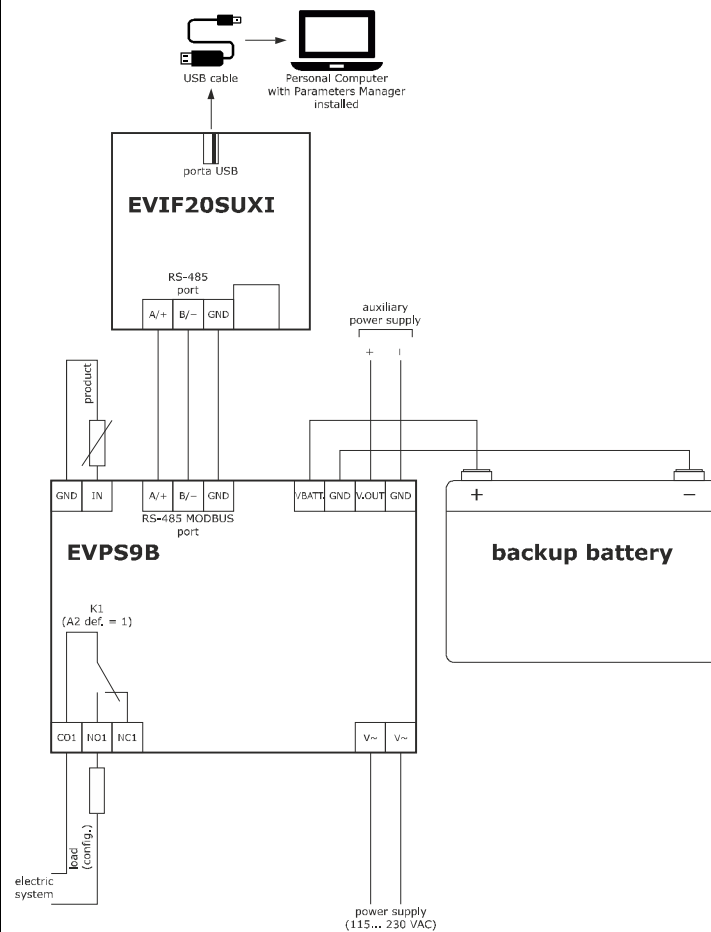 USB cable
Personal Computer
with Parameters Manager
installed
porta USB
EVIF20SUXI
RS-485
port
A/+ B/− GND
auxiliary
power supply
+ −
product
GND IN A/+ B/− GND VBATT. GND V.OUT GND
+ −
RS-485 MODBUS
port
EVPS9B
backup battery
K1
(A2 def. = 1)
CO1 NO1 NC1 V~ V~
load
(config.)
electric
system
power supply
(115... 230 VAC)